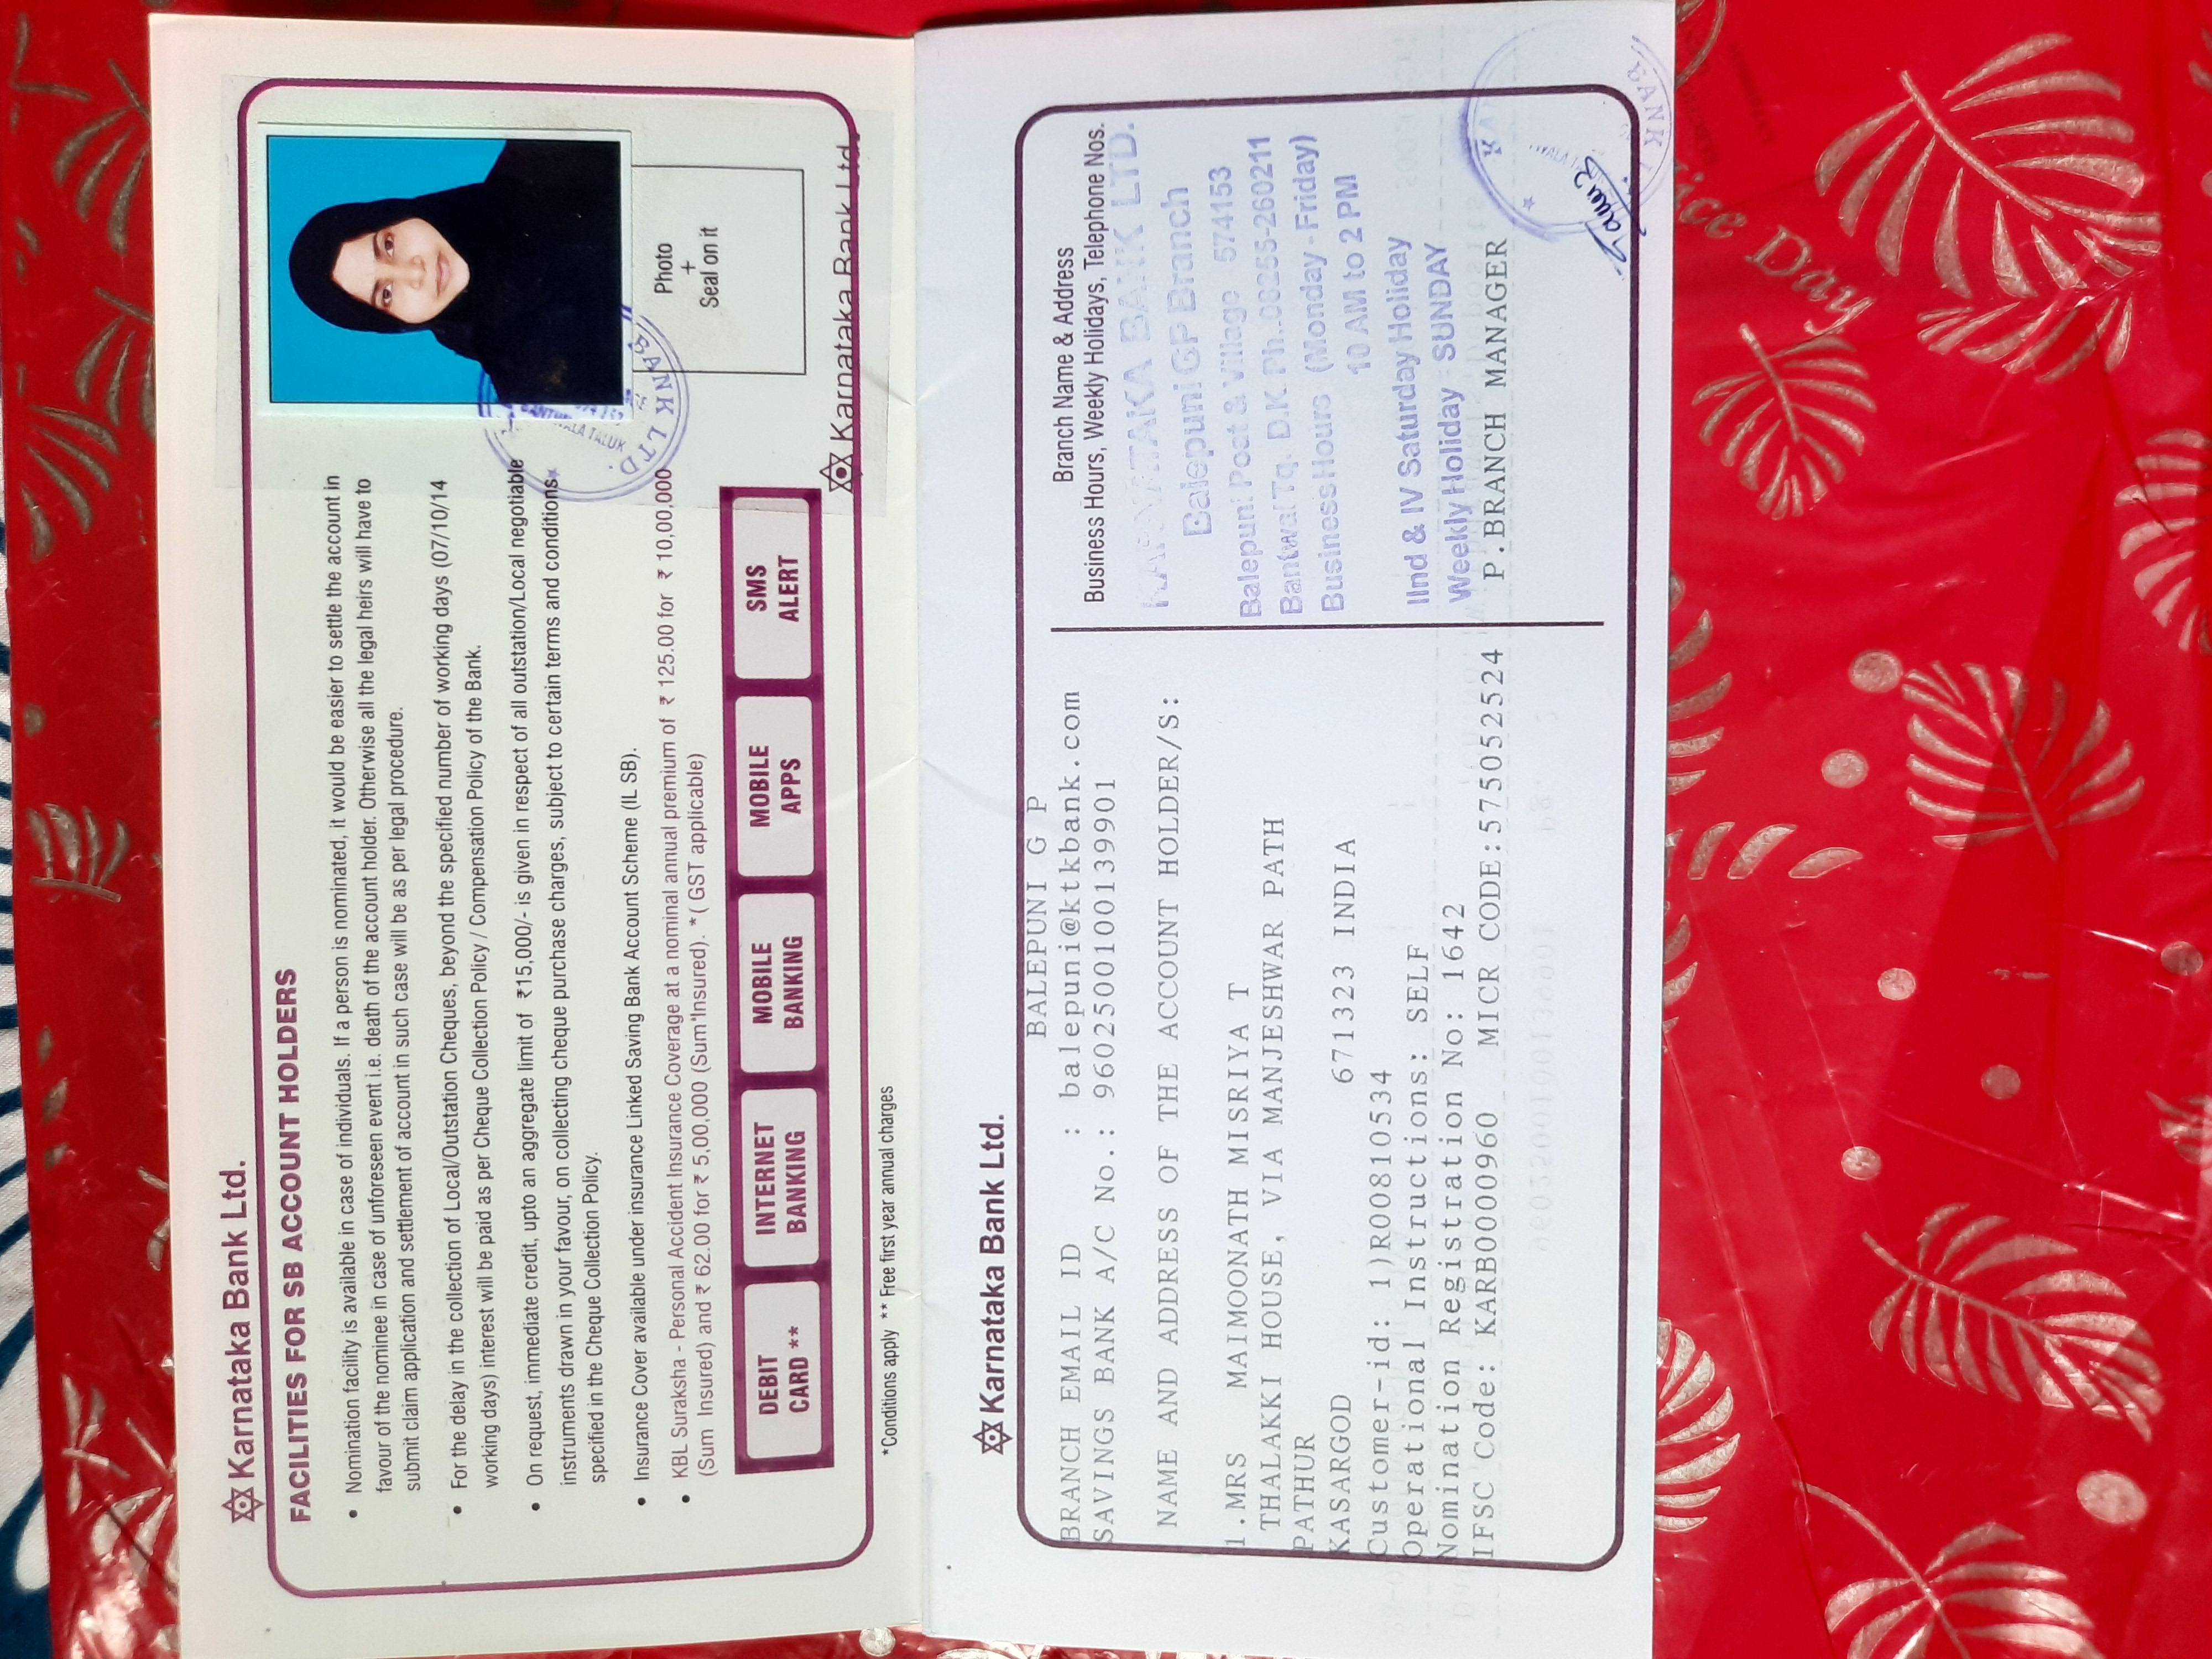 Karnataka Bank Ltd.
FACILITIES FOR SB ACCOUNT HOLDERS
• Nomination facility is available in case of individuals. If a person is nominated, it would be easier to settle the account in
favour of the nominee in case of unforeseen event i.e. death of the account holder. Otherwise all the legal heirs will have to
submit claim application and settlement of account in such case will be as per legal procedure.
• For the delay in the collection of Local/Outstation Cheques, beyond the specified number of working days (07/10/14
working days) interest will be paid as per Cheque Collection Policy / Compensation Policy of the Bank.
• On request, immediate credit, upto an aggregate limit of ₹15,000/- is given in respect of all outstation/Local negotiable
instruments drawn in your favour, on collecting cheque purchase charges, subject to certain terms and conditions
specified in the Cheque Collection Policy.
• Insurance Cover available under insurance Linked Saving Bank Account Scheme (IL SB).
• KBL Suraksha - Personal Accident Insurance Coverage at a nominal annual premium of ₹ 125.00 for ₹ 10,00,000
(Sum Insured) and ₹ 62.00 for ₹ 5,00,000 (Sum Insured). *( GST applicable)
DEBIT
CARD **
INTERNET
BANKING
MOBILE
BANKING
MOBILE
APPS
SMS
ALERT
BANK LTD.
TALUK
Photo
+
Seal on it
Karnataka Bank Ltd.
*Conditions apply ** Free first year annual charges
Karnataka Bank Ltd.
BALEPUNI G P
BRANCH EMAIL ID : balepuni@ktkbank.com
SAVINGS BANK A/C No.: 9602500100139901
NAME AND ADDRESS OF THE ACCOUNT HOLDER/S:
1.MRS MAIMOONATH MISRIYA T
THALAKKI HOUSE, VIA MANJESHWAR PATH
PATHUR
KASARGOD 671323 INDIA
Customer-id: 1)R00810534
Operational Instructions: SELF
Nomination Registration No: 1642
IFSC Code: KARB0000960 MICR CODE:575052524
9602500100139901 Pg. 2
Branch Name & Address
Business Hours, Weekly Holidays, Telephone Nos.
KARNATAKA BANK LTD.
Balepuni GP Branch
Balepuni Post & Village 574153
Bantwal Tq. D.K. Ph.:08255-260211
Business Hours (Monday - Friday)
10 AM to 2 PM
IInd & IV Saturday Holiday
Weekly Holiday SUNDAY
P.BRANCH MANAGER
BANK
Day